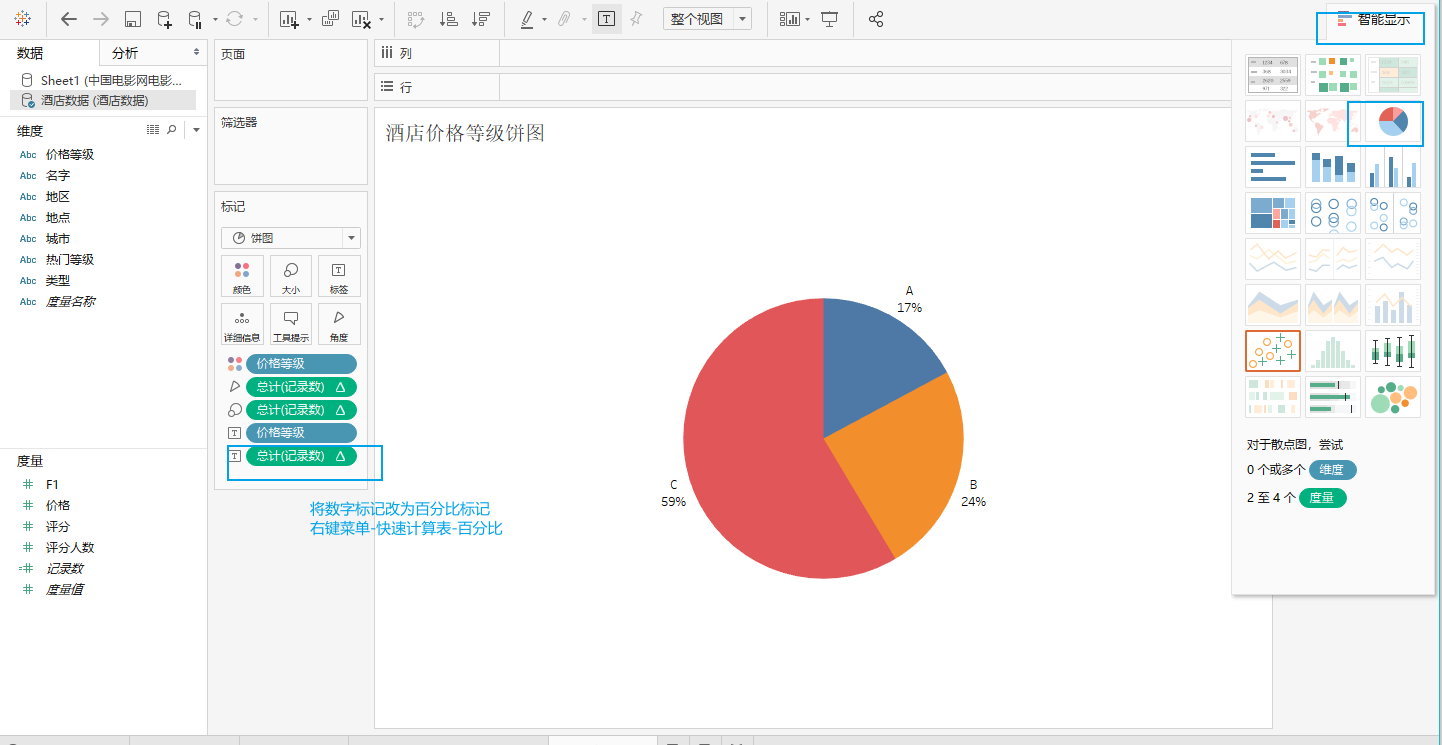 整个视图
智能显示
数据
分析
Sheet1 (中国电影网电影...
酒店数据 (酒店数据)
维度
Abc 价格等级
Abc 名字
Abc 地区
Abc 地点
Abc 城市
Abc 热门等级
Abc 类型
Abc 度量名称
度量
F1
价格
评分
评分人数
记录数
度量值
页面
筛选器
标记
饼图
颜色
大小
标签
详细信息
工具提示
角度
价格等级
总计(记录数)
总计(记录数)
价格等级
总计(记录数)
将数字标记改为百分比标记
右键菜单-快速计算表-百分比
列
行
酒店价格等级饼图
A
17%
B
24%
C
59%
对于散点图，尝试
0 个或多个 维度
2 至 4 个 度量